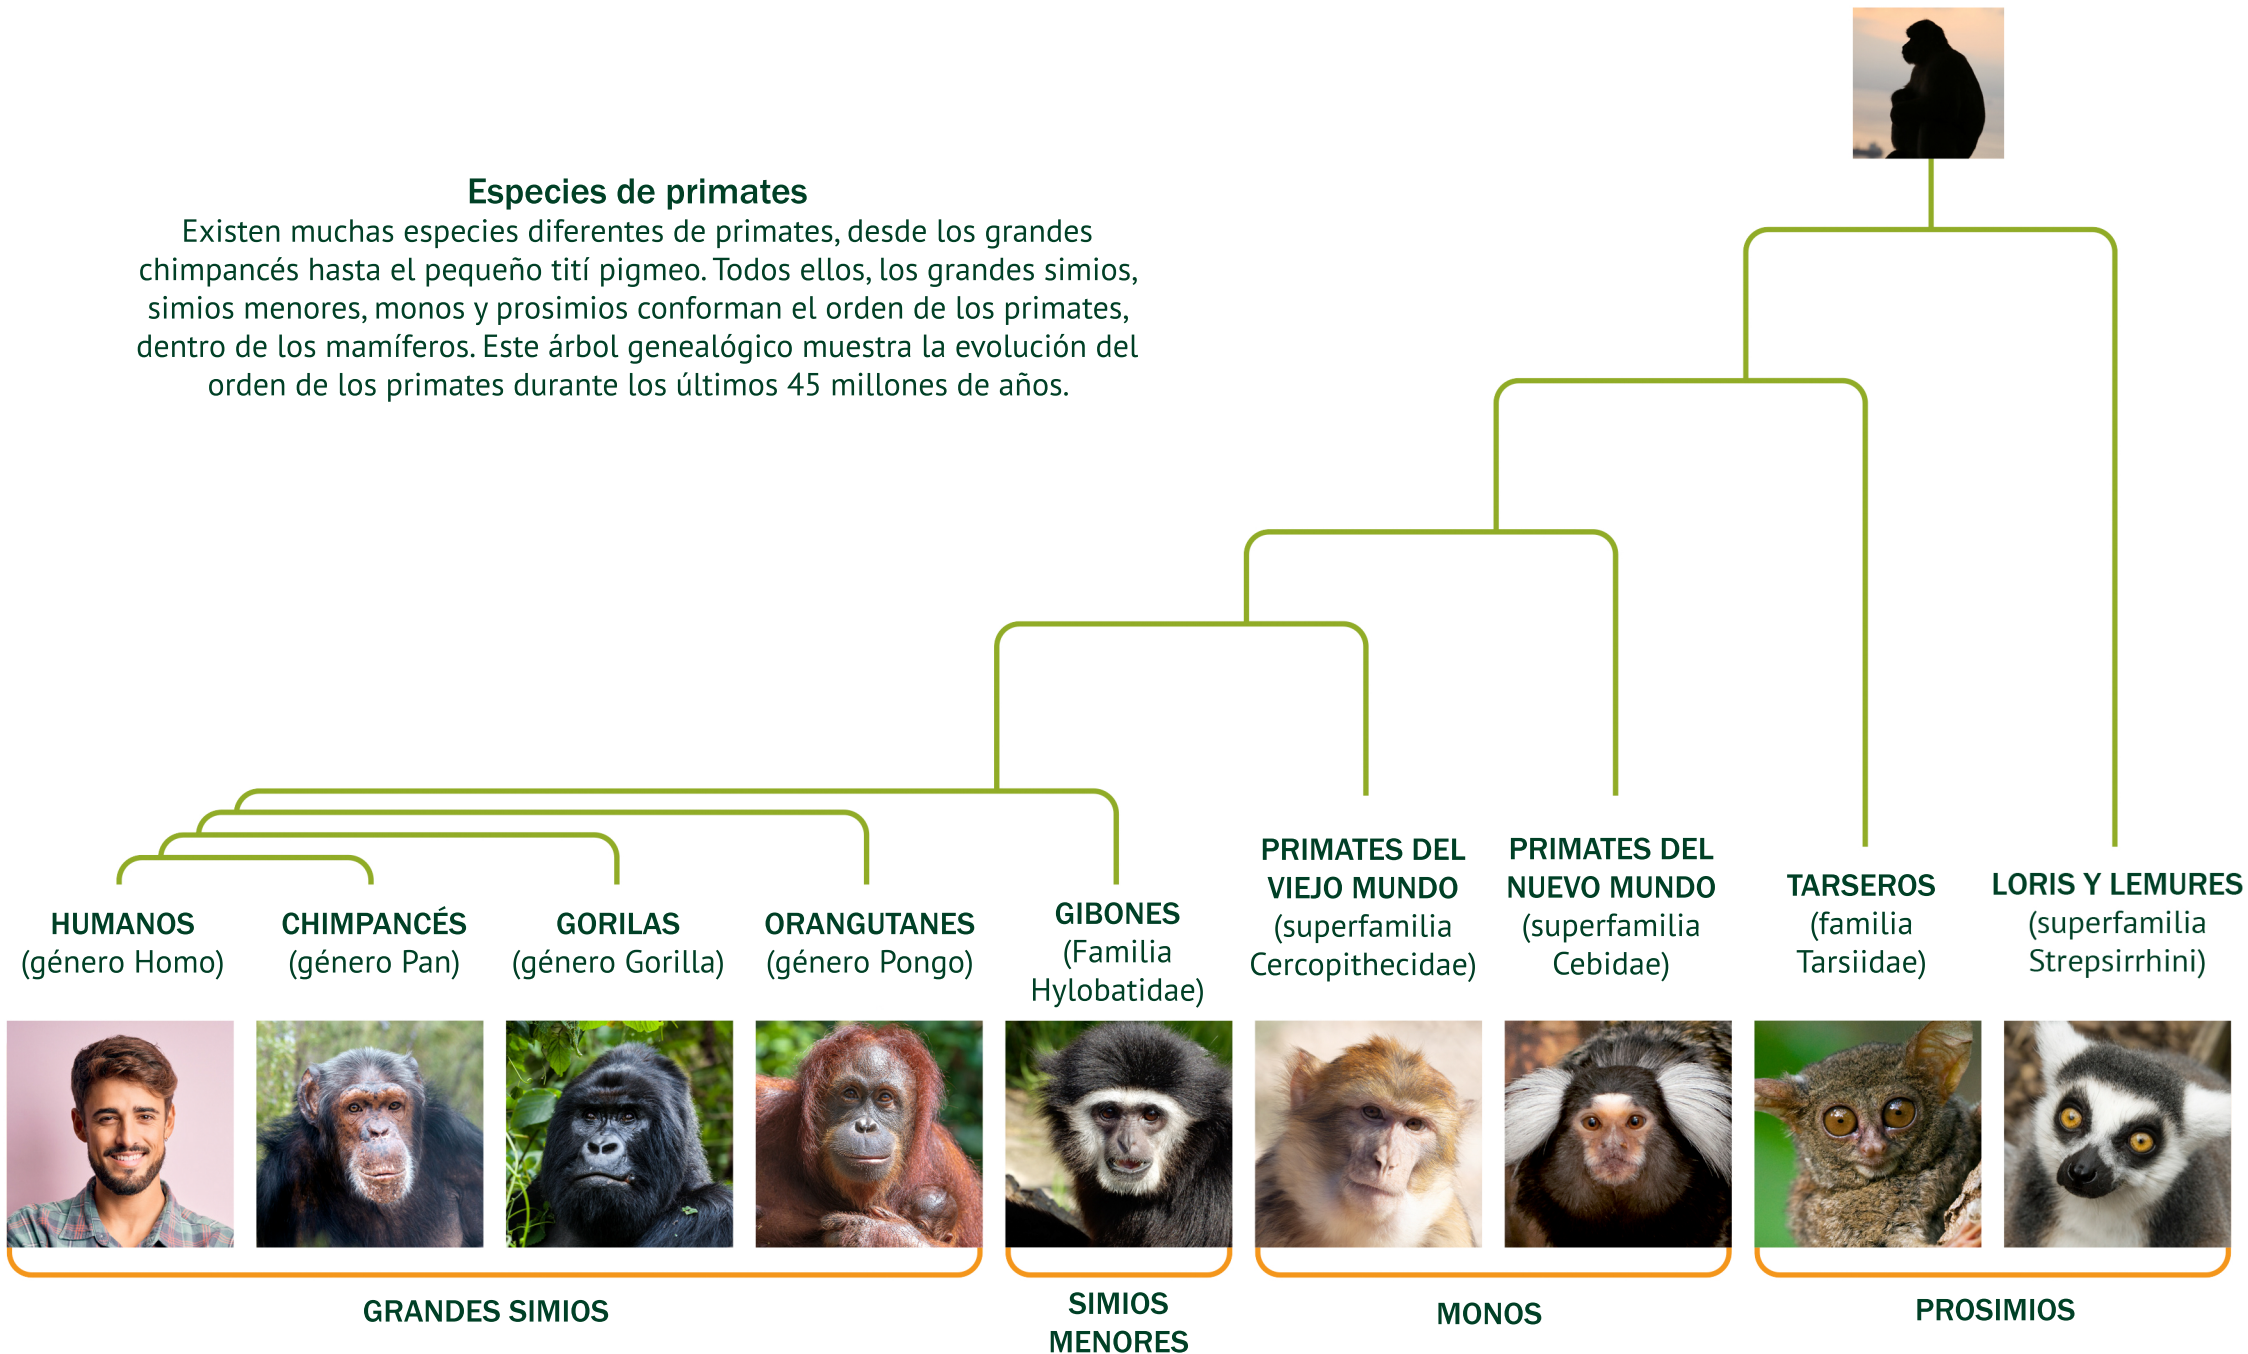 Especies de primates
Existen muchas especies diferentes de primates, desde los grandes
chimpancés hasta el pequeño tití pigmeo. Todos ellos, los grandes simios,
simios menores, monos y prosimios conforman el orden de los primates,
dentro de los mamíferos. Este árbol genealógico muestra la evolución del
orden de los primates durante los últimos 45 millones de años.
HUMANOS
(género Homo)
CHIMPANCÉS
(género Pan)
GORILAS
(género Gorilla)
ORANGUTANES
(género Pongo)
GIBONES
(Familia
Hylobatidae)
PRIMATES DEL
VIEJO MUNDO
(superfamilia
Cercopithecidae)
PRIMATES DEL
NUEVO MUNDO
(superfamilia
Cebidae)
TARSEROS
(familia
Tarsiidae)
LORIS Y LEMURES
(superfamilia
Strepsirrhini)
GRANDES SIMIOS
SIMIOS
MENORES
MONOS
PROSIMIOS